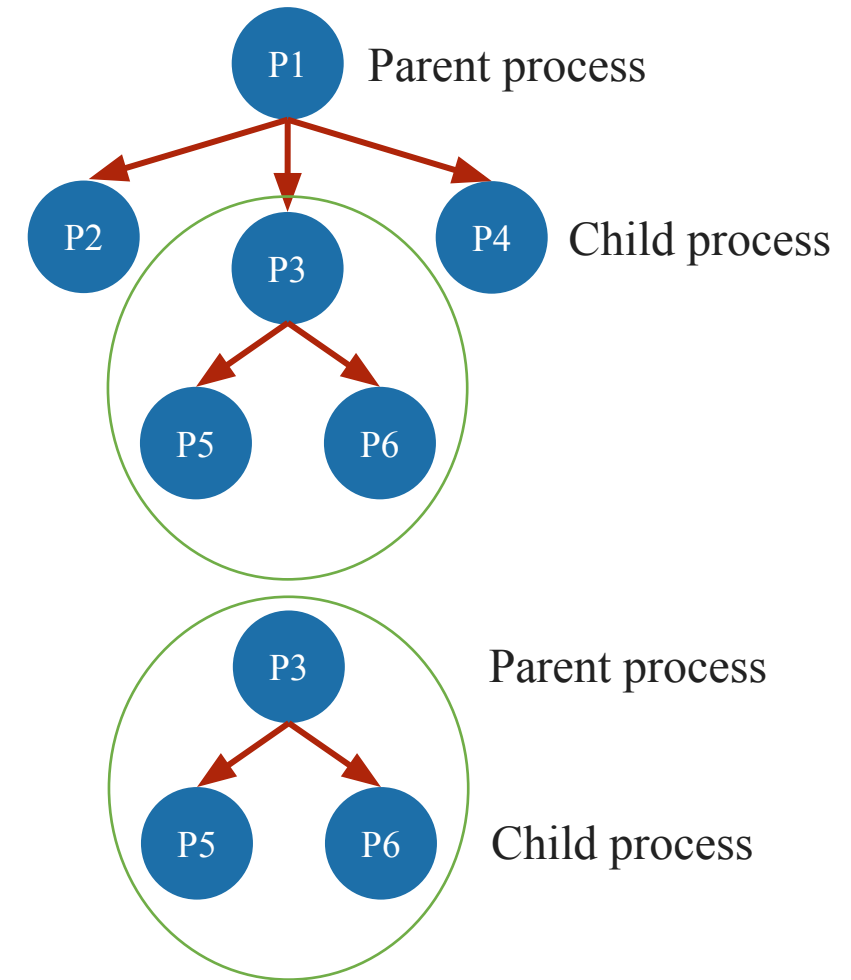 P1 Parent process
P2 P3 P4 Child process
P5 P6
P3 Parent process
P5 P6 Child process